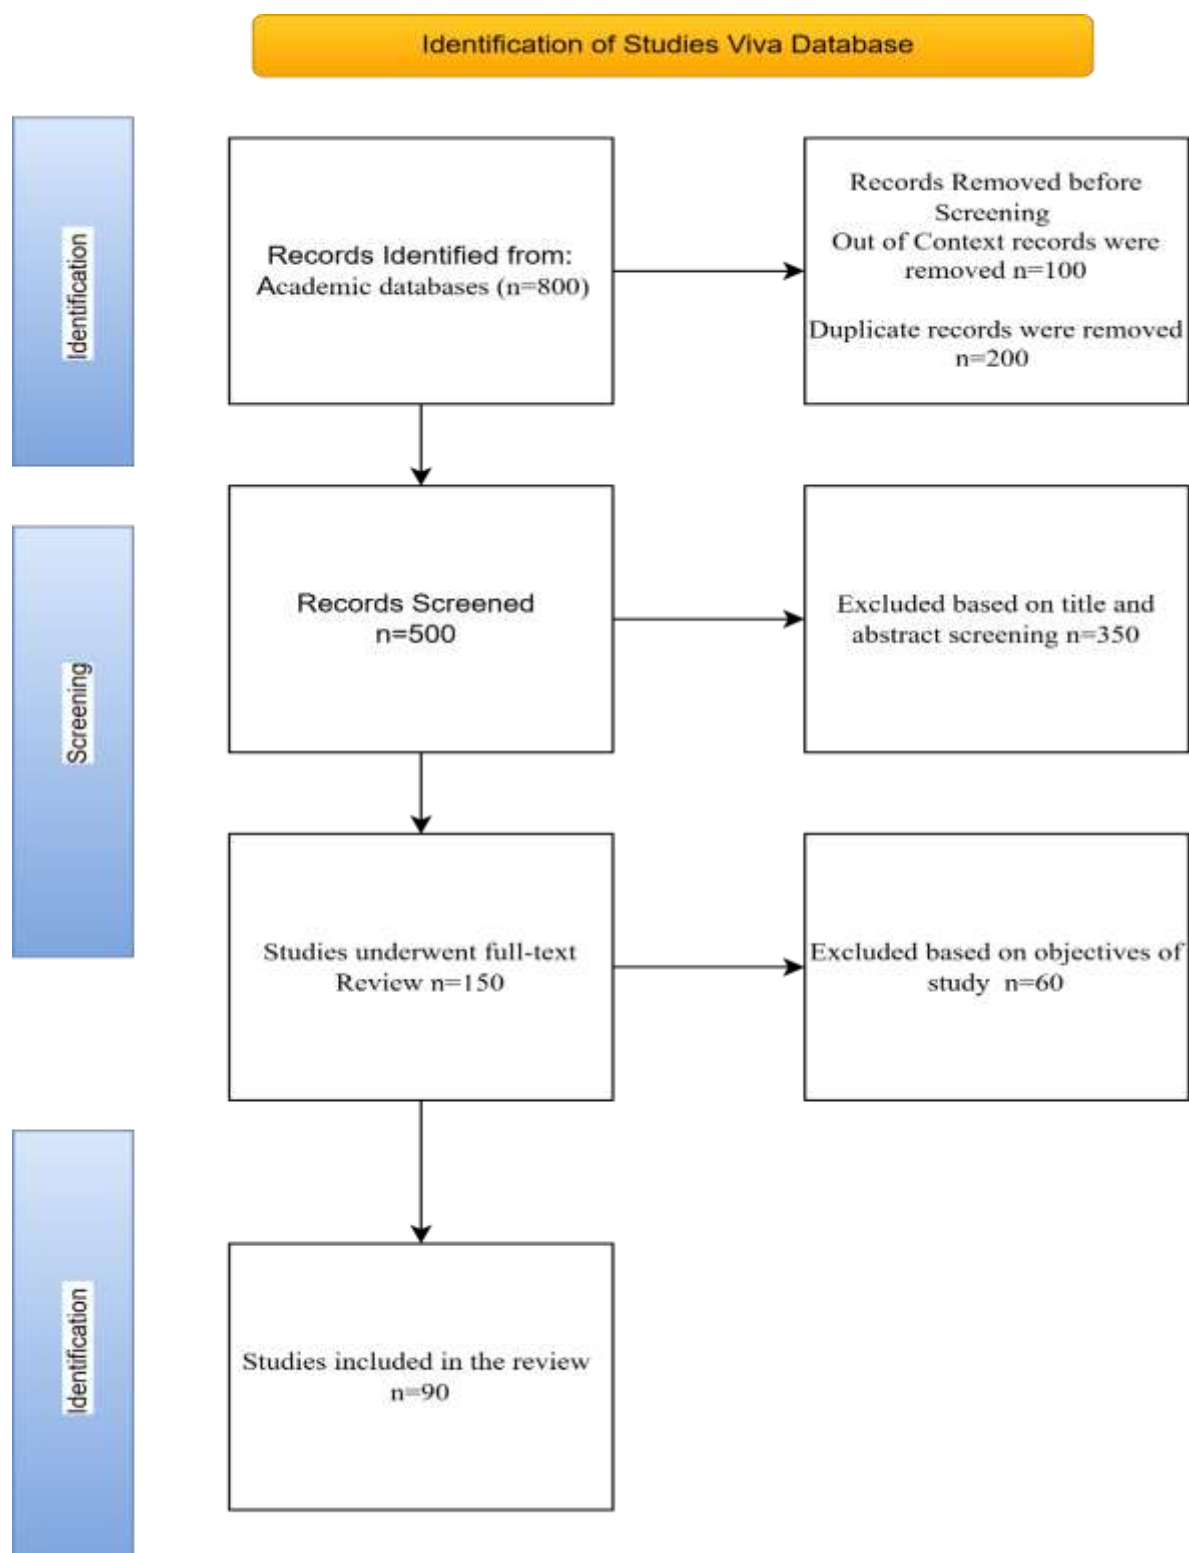 Identification of Studies Viva Database
Identification
Records Identified from:
Academic databases (n=800)
Records Removed before
Screening
Out of Context records were
removed n=100
Duplicate records were removed
n=200
Screening
Records Screened
n=500
Excluded based on title and
abstract screening n=350
Studies underwent full-text
Review n=150
Excluded based on objectives of
study n=60
Identification
Studies included in the review
n=90